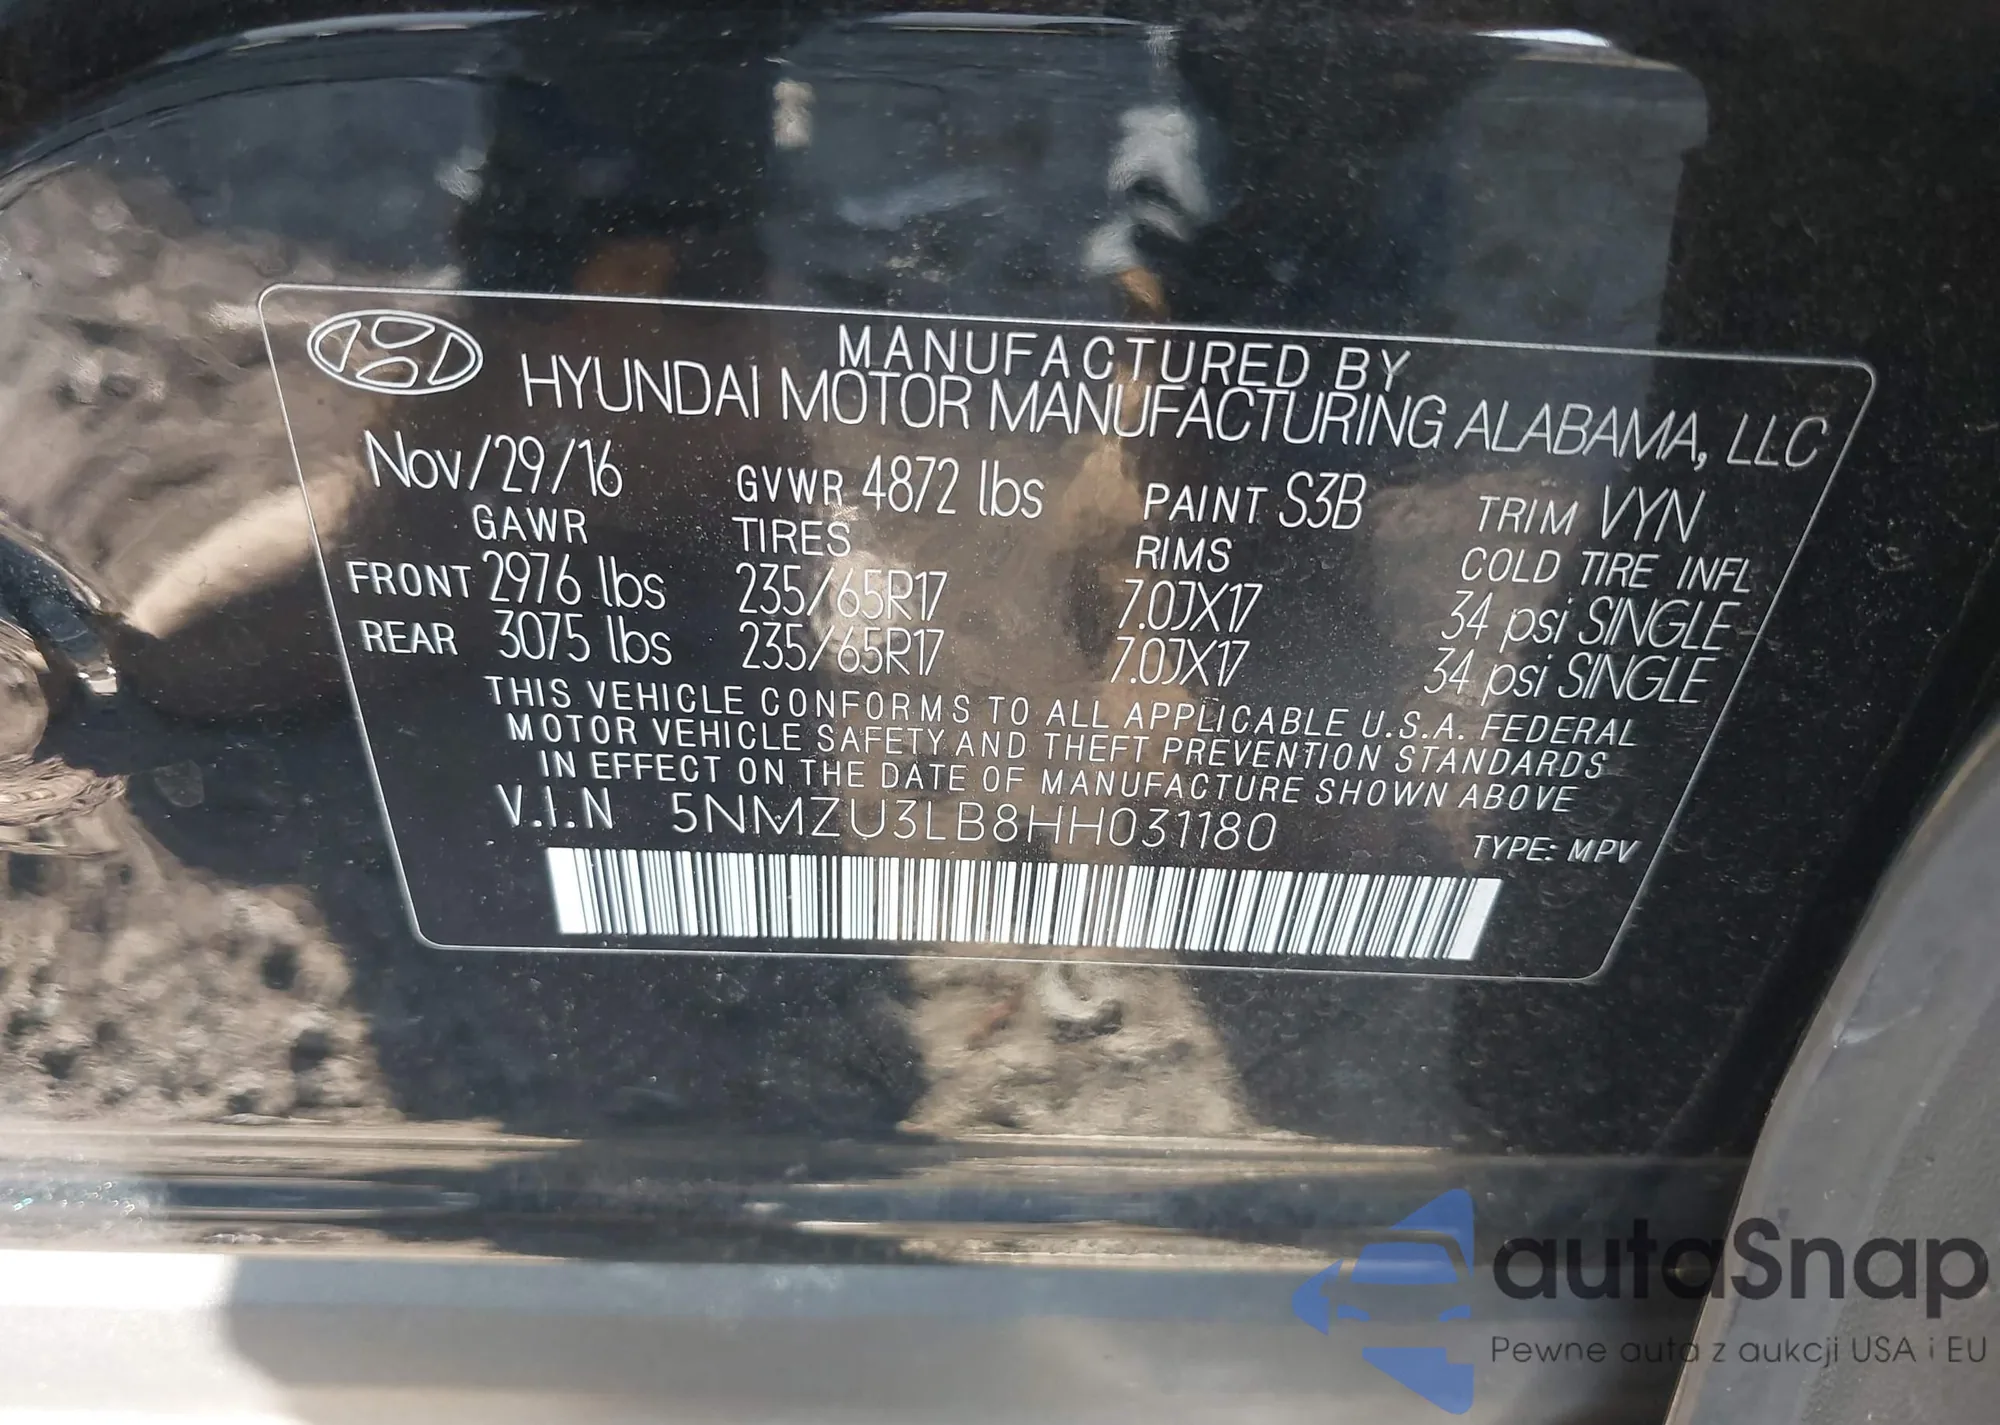 MANUFACTURED BY
HYUNDAI MOTOR MANUFACTURING ALABAMA, LLC
Nov/29/16 GVWR 4872 lbs PAINT S3B TRIM VYN
GAWR TIRES RIMS COLD TIRE INFL
FRONT 2976 lbs 235/65R17 7.0JX17 34 psi SINGLE
REAR 3075 lbs 235/65R17 7.0JX17 34 psi SINGLE
THIS VEHICLE CONFORMS TO ALL APPLICABLE U.S.A. FEDERAL
MOTOR VEHICLE SAFETY AND THEFT PREVENTION STANDARDS
IN EFFECT ON THE DATE OF MANUFACTURE SHOWN ABOVE
V.I.N 5NMZU3LB8HH031180 TYPE: MPV
autaSnap
Pewne auta z aukcji USA i EU